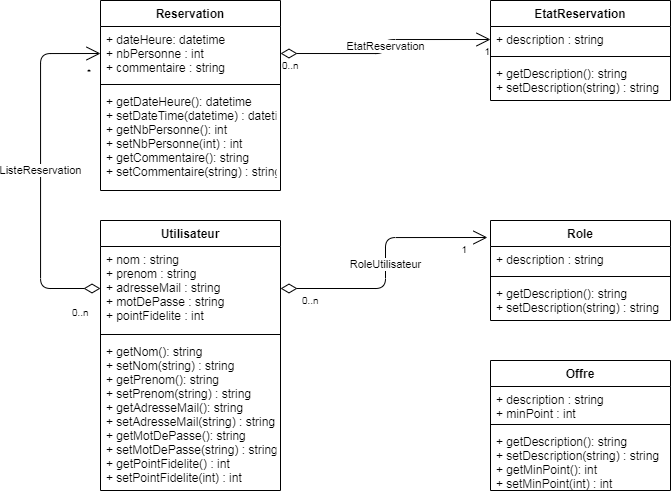 Reservation
+ dateHeure: datetime
+ nbPersonne : int
+ commentaire : string
+ getDateHeure(): datetime
+ setDateTime(datetime) : dateti
+ getNbPersonne(): int
+ setNbPersonne(int) : int
+ getCommentaire(): string
+ setCommentaire(string) : string
EtatReservation
0..n
1
EtatReservation
+ description : string
+ getDescription(): string
+ setDescription(string) : string
*
ListeReservation
0..n
Utilisateur
+ nom : string
+ prenom : string
+ adresseMail : string
+ motDePasse : string
+ pointFidelite : int
+ getNom(): string
+ setNom(string) : string
+ getPrenom(): string
+ setPrenom(string) : string
+ getAdresseMail(): string
+ setAdresseMail(string) : string
+ getMotDePasse(): string
+ setMotDePasse(string) : string
+ getPointFidelite() : int
+ setPointFidelite(int) : int
RoleUtilisateur
0..n
1
Role
+ description : string
+ getDescription(): string
+ setDescription(string) : string
Offre
+ description : string
+ minPoint : int
+ getDescription(): string
+ setDescription(string) : string
+ getMinPoint(): int
+ setMinPoint(int) : int